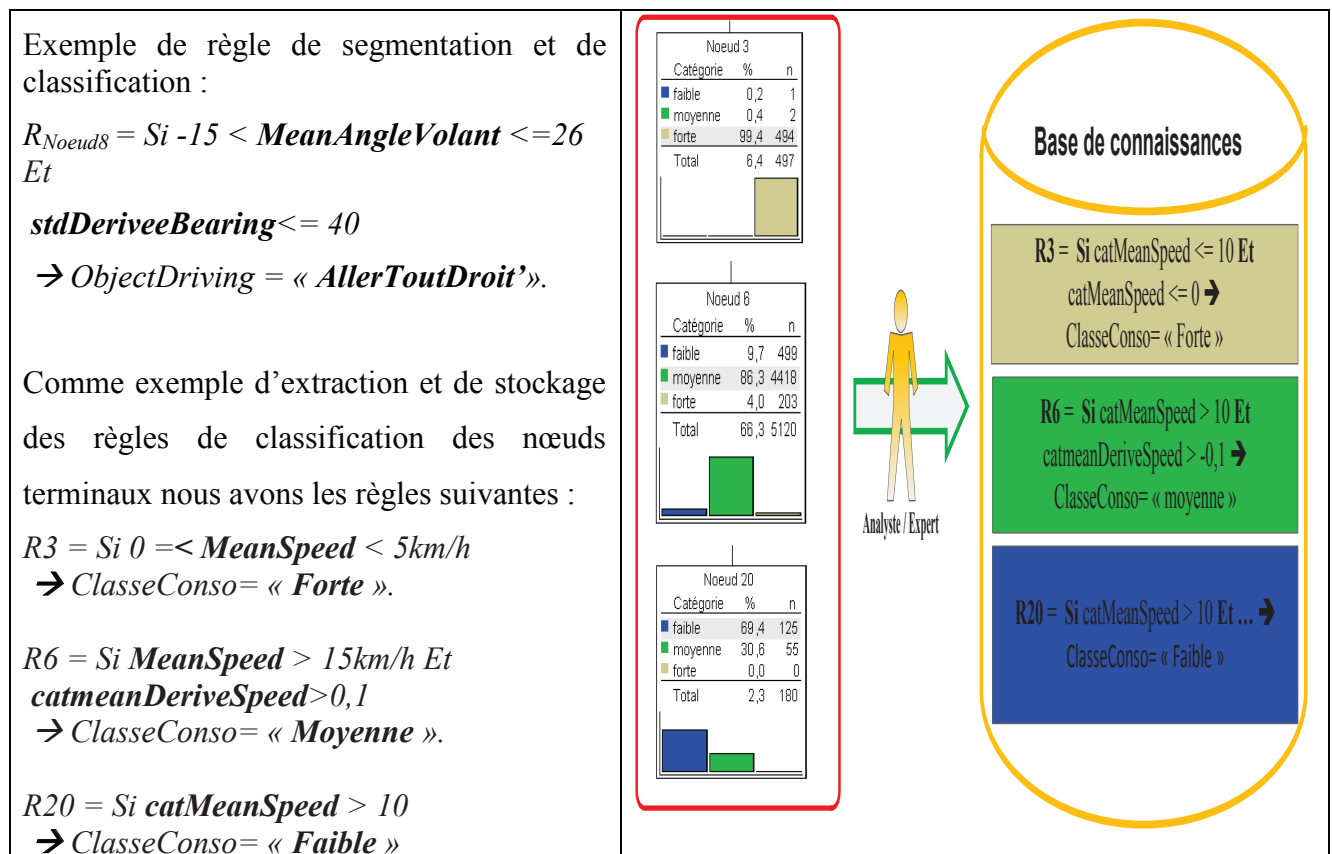 Exemple de règle de segmentation et de
classification :
R_Noeud8 = Si -15 < MeanAngleVolant <=26
Et
stdDeriveeBearing<= 40
→ ObjectDriving = « AllerToutDroit’».
Comme exemple d’extraction et de stockage
des règles de classification des nœuds
terminaux nous avons les règles suivantes :
R3 = Si 0 =< MeanSpeed < 5km/h
→ ClasseConso= « Forte ».
R6 = Si MeanSpeed > 15km/h Et
catmeanDeriveSpeed>0,1
→ ClasseConso= « Moyenne ».
R20 = Si catMeanSpeed > 10
→ ClasseConso= « Faible »
Noeud 3
Catégorie % n
faible 0,2 1
moyenne 0,4 2
forte 99,4 494
Total 6,4 497
Noeud 6
Catégorie % n
faible 9,7 499
moyenne 86,3 4418
forte 4,0 203
Total 66,3 5120
Noeud 20
Catégorie % n
faible 69,4 125
moyenne 30,6 55
forte 0,0 0
Total 2,3 180
Analyste / Expert
Base de connaissances
R3 = Si catMeanSpeed <= 10 Et
catMeanSpeed <= 0 ➔
ClasseConso= « Forte »
R6 = Si catMeanSpeed > 10 Et
catmeanDeriveSpeed > -0,1 ➔
ClasseConso= « moyenne »
R20 = Si catMeanSpeed > 10 Et ... ➔
ClasseConso= « Faible »